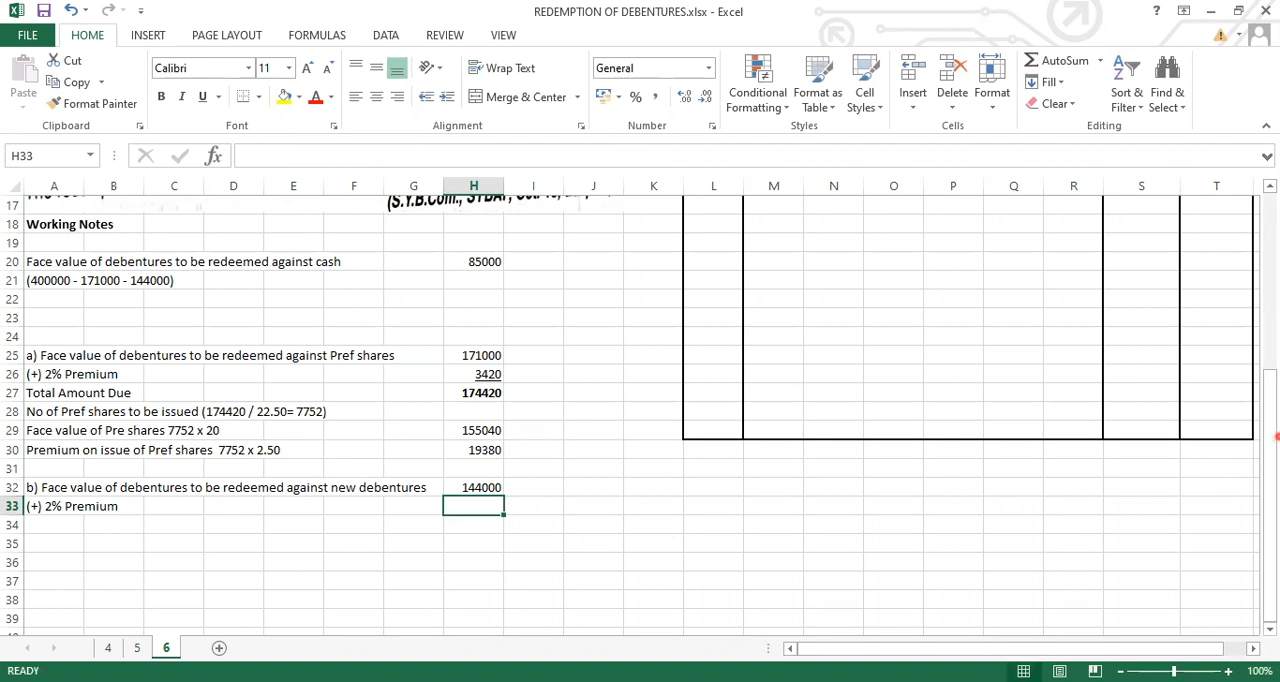 REDEMPTION OF DEBENTURES.xlsx - Excel
FILE HOME INSERT PAGE LAYOUT FORMULAS DATA REVIEW VIEW
Paste
Cut
Copy
Format Painter
Clipboard
Calibri 11
B I U
Font
Wrap Text
Merge & Center
Alignment
General
%
Number
Conditional Formatting
Format as Table
Cell Styles
Styles
Insert
Delete
Format
Cells
AutoSum
Fill
Clear
Sort & Filter
Find & Select
Editing
H33
fx
A B C D E F G H I J K L M N O P Q R S T
17 (S.Y.B.Com.,
18 Working Notes
19
20 Face value of debentures to be redeemed against cash 85000
21 (400000 - 171000 - 144000)
22
23
24
25 a) Face value of debentures to be redeemed against Pref shares 171000
26 (+) 2% Premium 3420
27 Total Amount Due 174420
28 No of Pref shares to be issued (174420 / 22.50= 7752)
29 Face value of Pre shares 7752 x 20 155040
30 Premium on issue of Pref shares 7752 x 2.50 19380
31
32 b) Face value of debentures to be redeemed against new debentures 144000
33 (+) 2% Premium
34
35
36
37
38
39
4 5 6
READY
100%